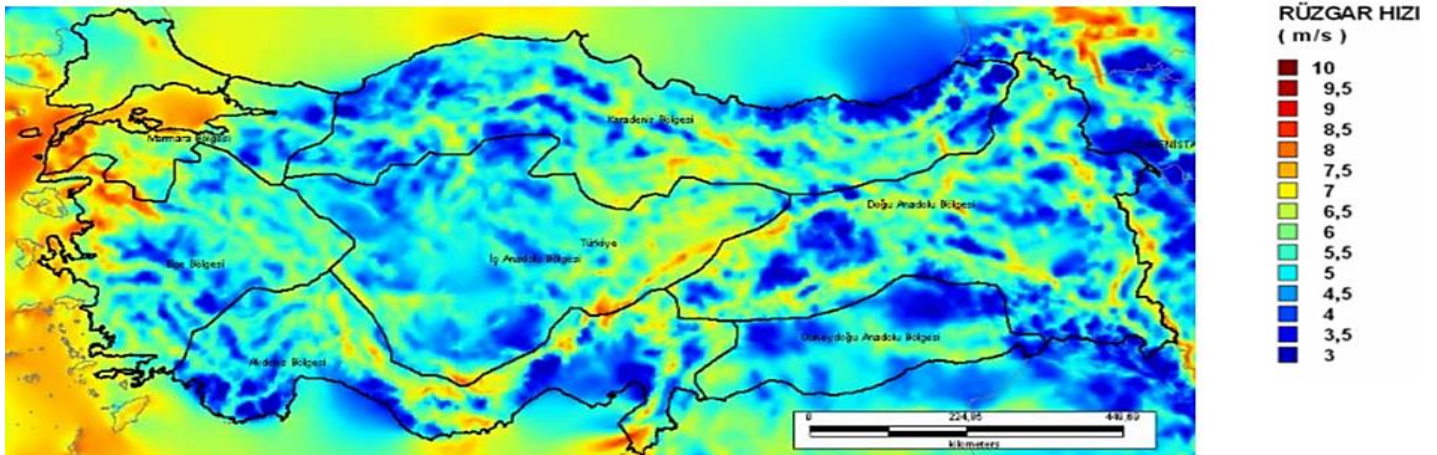 RÜZGAR HIZI
( m/s )
10
9,5
9
8,5
8
7,5
7
6,5
6
5,5
5
4,5
4
3,5
3
Marmara Bölgesi
Karadeniz Bölgesi
Doğu Anadolu Bölgesi
Türkiye
İç Anadolu Bölgesi
Ege Bölgesi
Akdeniz Bölgesi
Güneydoğu Anadolu Bölgesi
0 224,85 449,69
kilometers